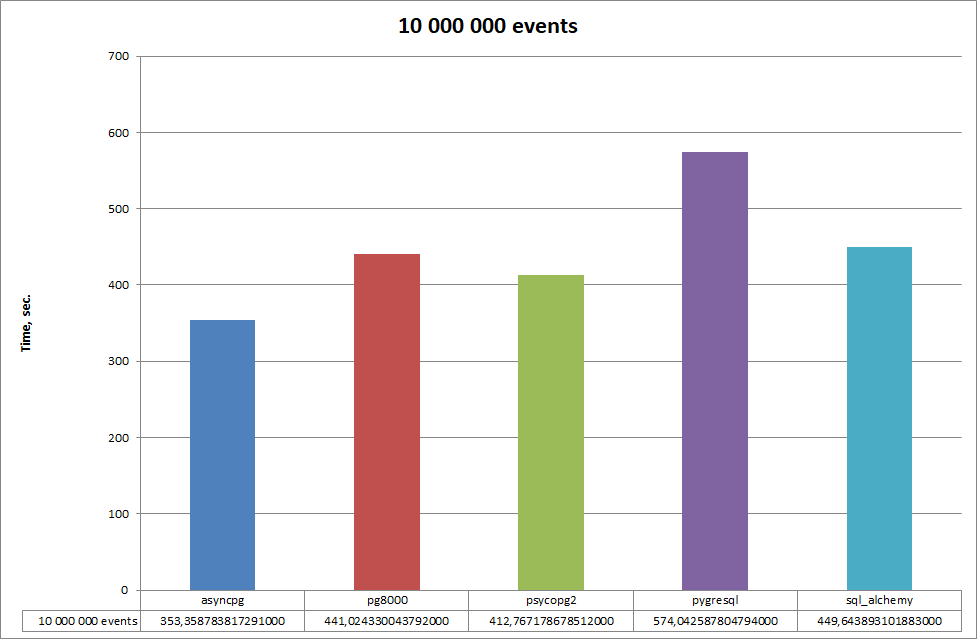 10 000 000 events
700
600
500
400
300
200
100
0
Time, sec.
asyncpg pg8000 psycopg2 pygresql sql_alchemy
10 000 000 events 353,358783817291000 441,024330043792000 412,767178678512000 574,042587804794000 449,643893101883000